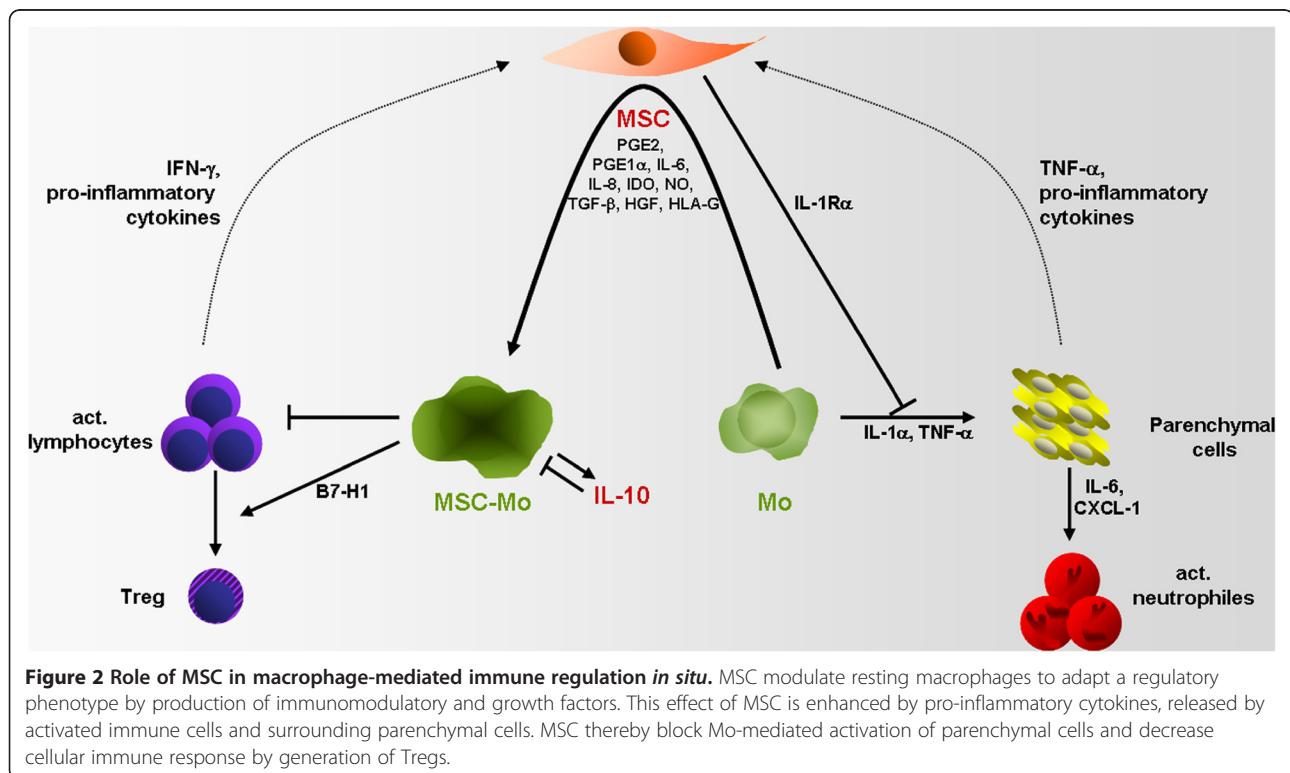 MSC
PGE2,
PGE1α, IL-6,
IL-8, IDO, NO,
TGF-β, HGF, HLA-G
IFN-γ,
pro-inflammatory
cytokines
IL-1Rα
TNF-α,
pro-inflammatory
cytokines
act.
lymphocytes
B7-H1
MSC-Mo
IL-10
Mo
IL-1α, TNF-α
Parenchymal
cells
IL-6,
CXCL-1
Treg
act.
neutrophiles
Figure 2 Role of MSC in macrophage-mediated immune regulation in situ. MSC modulate resting macrophages to adapt a regulatory
phenotype by production of immunomodulatory and growth factors. This effect of MSC is enhanced by pro-inflammatory cytokines, released by
activated immune cells and surrounding parenchymal cells. MSC thereby block Mo-mediated activation of parenchymal cells and decrease
cellular immune response by generation of Tregs.